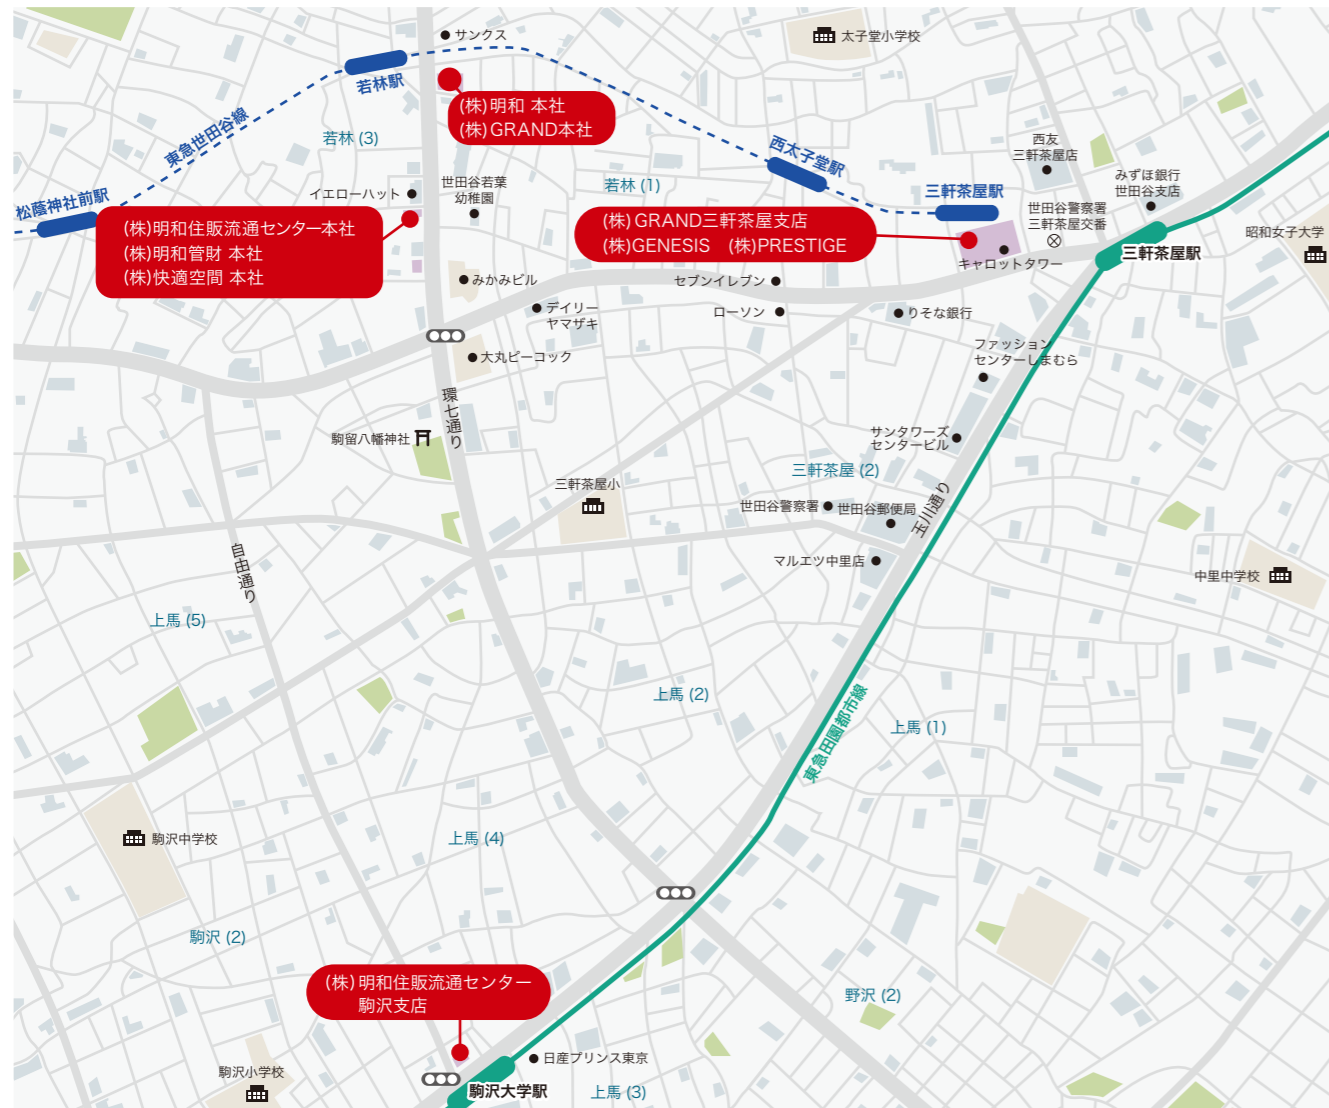 サンクス
太子堂小学校
若林駅
(株)明和 本社
(株)GRAND本社
東急世田谷線
若林 (3)
西太子堂駅
西友
三軒茶屋店
みずほ銀行
世田谷支店
イエローハット
世田谷若葉
幼稚園
若林 (1)
三軒茶屋駅
松蔭神社前駅
(株)明和住販流通センター本社
(株)明和管財 本社
(株)快適空間 本社
(株)GRAND三軒茶屋支店
(株)GENESIS (株)PRESTIGE
世田谷警察署
三軒茶屋交番
昭和女子大学
三軒茶屋駅
キャロットタワー
みかみビル
セブンイレブン
デイリー
ヤマザキ
ローソン
りそな銀行
大丸ピーコック
ファッション
センターしまむら
環七通り
駒留八幡神社
サンタワーズ
センタービル
三軒茶屋 (2)
三軒茶屋小
世田谷警察署
世田谷郵便局
玉川通り
自由通り
マルエツ中里店
中里中学校
上馬 (5)
上馬 (2)
上馬 (1)
東急田園都市線
駒沢中学校
上馬 (4)
駒沢 (2)
(株)明和住販流通センター
駒沢支店
野沢 (2)
日産プリンス東京
駒沢小学校
駒沢大学駅
上馬 (3)